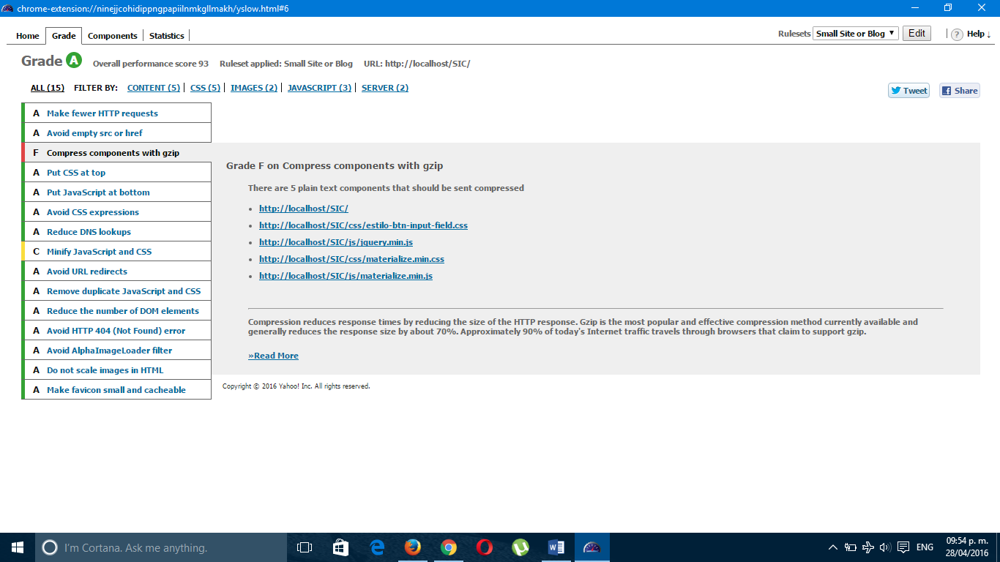 chrome-extension://ninejjcohidippngpapiilnmkgllmakh/yslow.html#6
Home Grade Components Statistics Rulesets Small Site or Blog Edit ? Help ↓
Grade A Overall performance score 93 Ruleset applied: Small Site or Blog URL: http://localhost/SIC/
ALL (15) FILTER BY: CONTENT (5) CSS (5) IMAGES (2) JAVASCRIPT (3) SERVER (2) Tweet Share
A Make fewer HTTP requests
A Avoid empty src or href
F Compress components with gzip
A Put CSS at top
A Put JavaScript at bottom
A Avoid CSS expressions
A Reduce DNS lookups
C Minify JavaScript and CSS
A Avoid URL redirects
A Remove duplicate JavaScript and CSS
A Reduce the number of DOM elements
A Avoid HTTP 404 (Not Found) error
A Avoid AlphaImageLoader filter
A Do not scale images in HTML
A Make favicon small and cacheable
Grade F on Compress components with gzip
There are 5 plain text components that should be sent compressed
• http://localhost/SIC/
• http://localhost/SIC/css/estilo-btn-input-field.css
• http://localhost/SIC/js/jquery.min.js
• http://localhost/SIC/css/materialize.min.css
• http://localhost/SIC/js/materialize.min.js
Compression reduces response times by reducing the size of the HTTP response. Gzip is the most popular and effective compression method currently available and
generally reduces the response size by about 70%. Approximately 90% of today's Internet traffic travels through browsers that claim to support gzip.
»Read More
Copyright © 2016 Yahoo! Inc. All rights reserved.
I'm Cortana. Ask me anything.
ENG
09:54 p. m.
28/04/2016